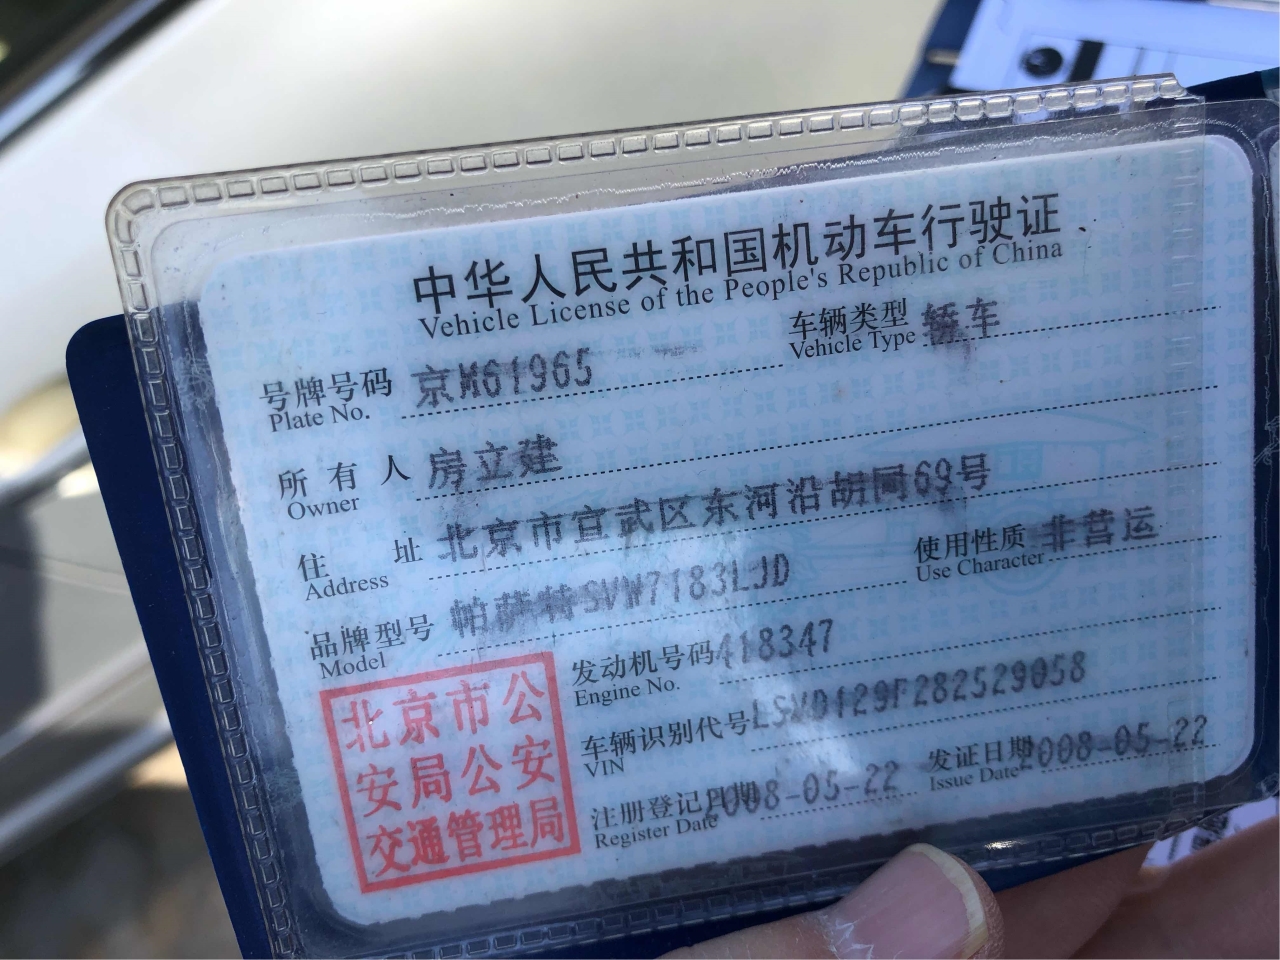 中华人民共和国机动车行驶证
Vehicle License of the People's Republic of China
号牌号码 京M61965 车辆类型 轿车
Plate No. Vehicle Type
所有人 房立建
Owner
住址 北京市宣武区东河沿胡同69号
Address
品牌型号 帕萨特SVW7183LJD 使用性质 非营运
Model Use Character
发动机号码 418347
Engine No.
车辆识别代号 LSVD129F282529058
VIN
注册登记日期 2008-05-22 发证日期 2008-05-22
Register Date Issue Date
北京市公
安局公安
交通管理局